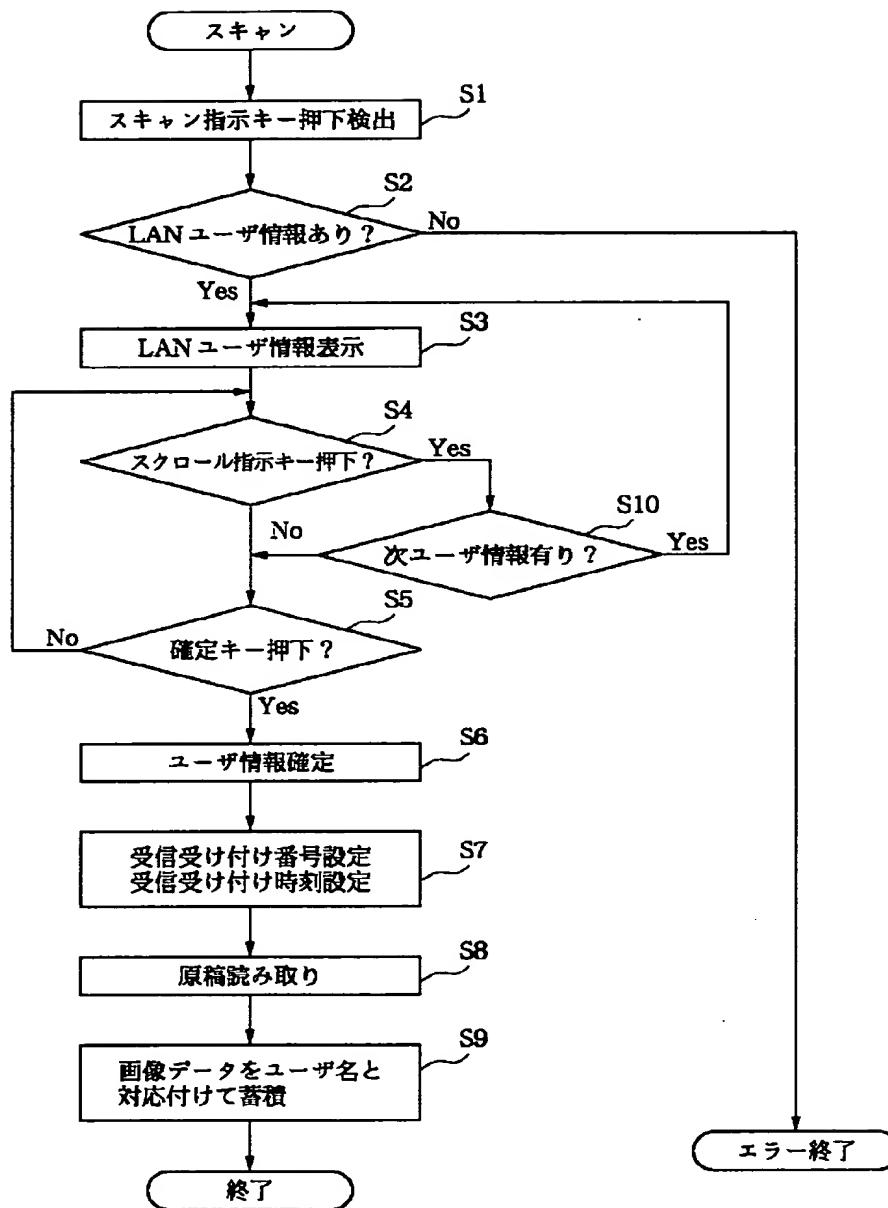 スキャン
S1
スキャン指示キー押下検出
S2
LANユーザ情報あり?
No
Yes
S3
LANユーザ情報表示
S4
スクロール指示キー押下?
Yes
S10
No
次ユーザ情報有り?
Yes
S5
No
確定キー押下?
Yes
S6
ユーザ情報確定
S7
受信受け付け番号設定
受信受け付け時刻設定
S8
原稿読み取り
S9
画像データをユーザ名と
対応付けて蓄積
エラー終了
終了